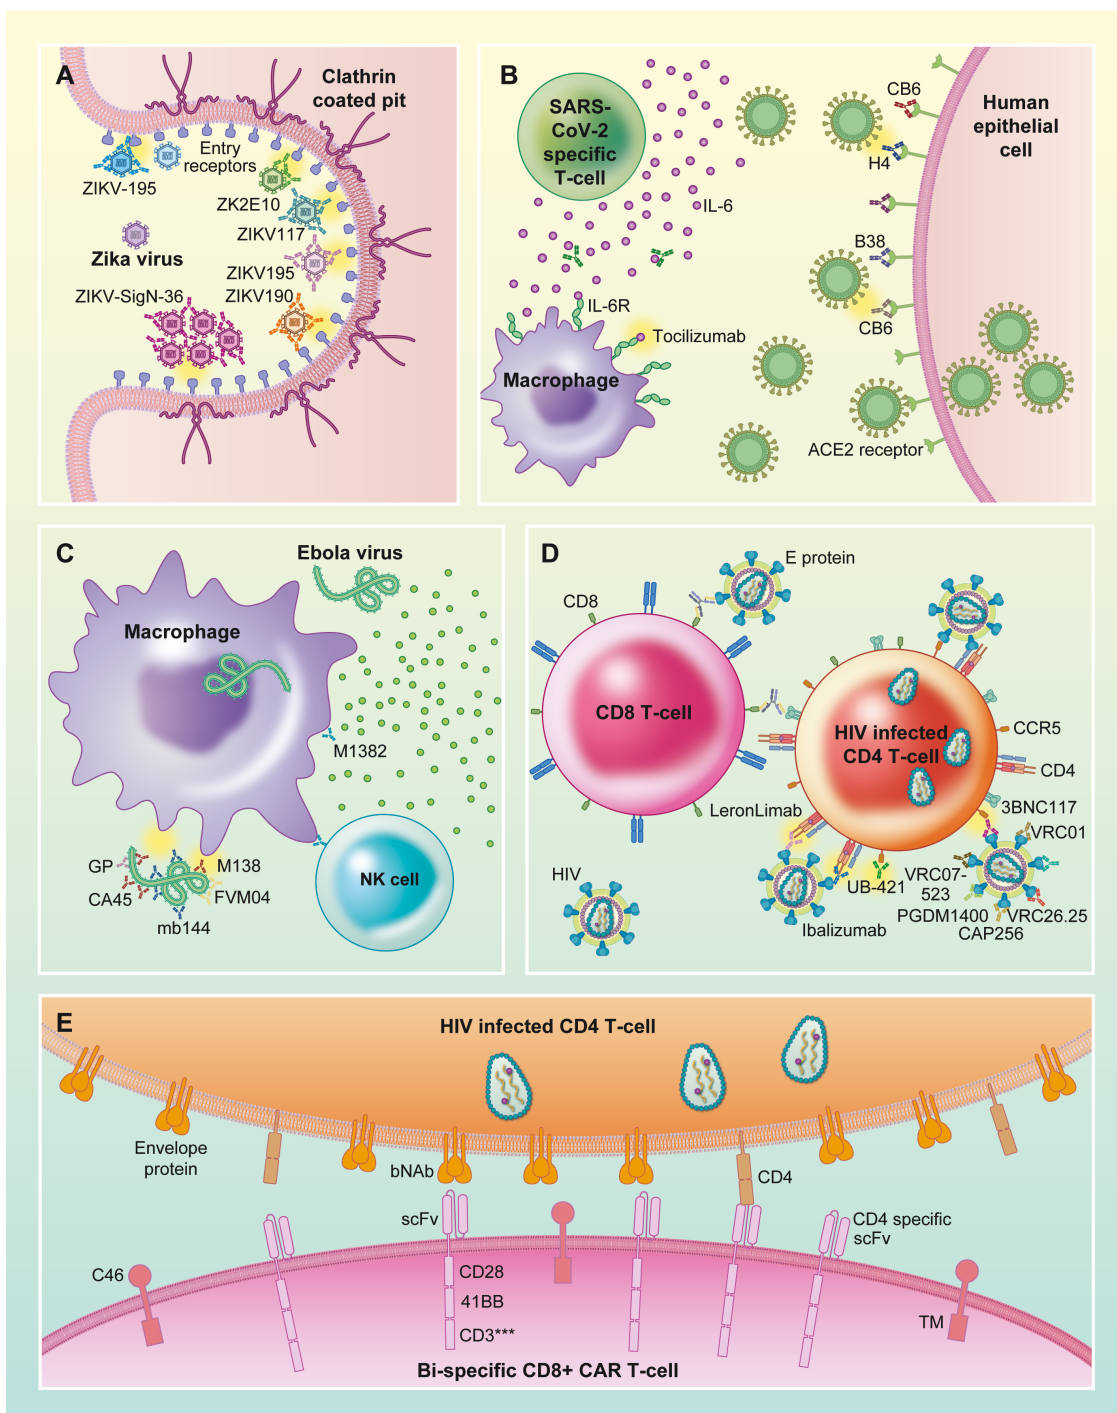 A
Clathrin
coated pit
Entry
receptors
ZIKV-195
ZK2E10
ZIKV117
Zika virus
ZIKV195
ZIKV-SigN-36
ZIKV190
B
SARS-
CoV-2
specific
T-cell
IL-6
IL-6R
Tocilizumab
Macrophage
CB6
H4
B38
CB6
ACE2 receptor
Human
epithelial
cell
C
Ebola virus
Macrophage
M1382
GP
CA45
M138
FVM04
mb144
NK cell
D
E protein
CD8
CD8 T-cell
HIV infected
CD4 T-cell
CCR5
CD4
LeronLimab
3BNC117
VRC01
HIV
UB-421
VRC07-
523
PGDM1400
VRC26.25
CAP256
Ibalizumab
E
HIV infected CD4 T-cell
Envelope
protein
bNAb
CD4
scFv
CD4 specific
scFv
C46
CD28
41BB
CD3***
TM
Bi-specific CD8+ CAR T-cell